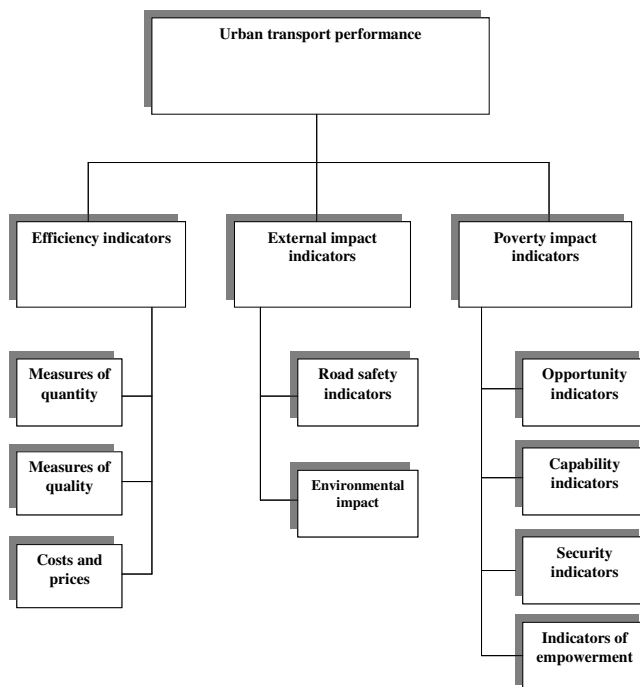 Urban transport performance
Efficiency indicators
External impact
indicators
Poverty impact
indicators
Measures of
quantity
Measures of
quality
Costs and
prices
Road safety
indicators
Environmental
impact
Opportunity
indicators
Capability
indicators
Security
indicators
Indicators of
empowerment